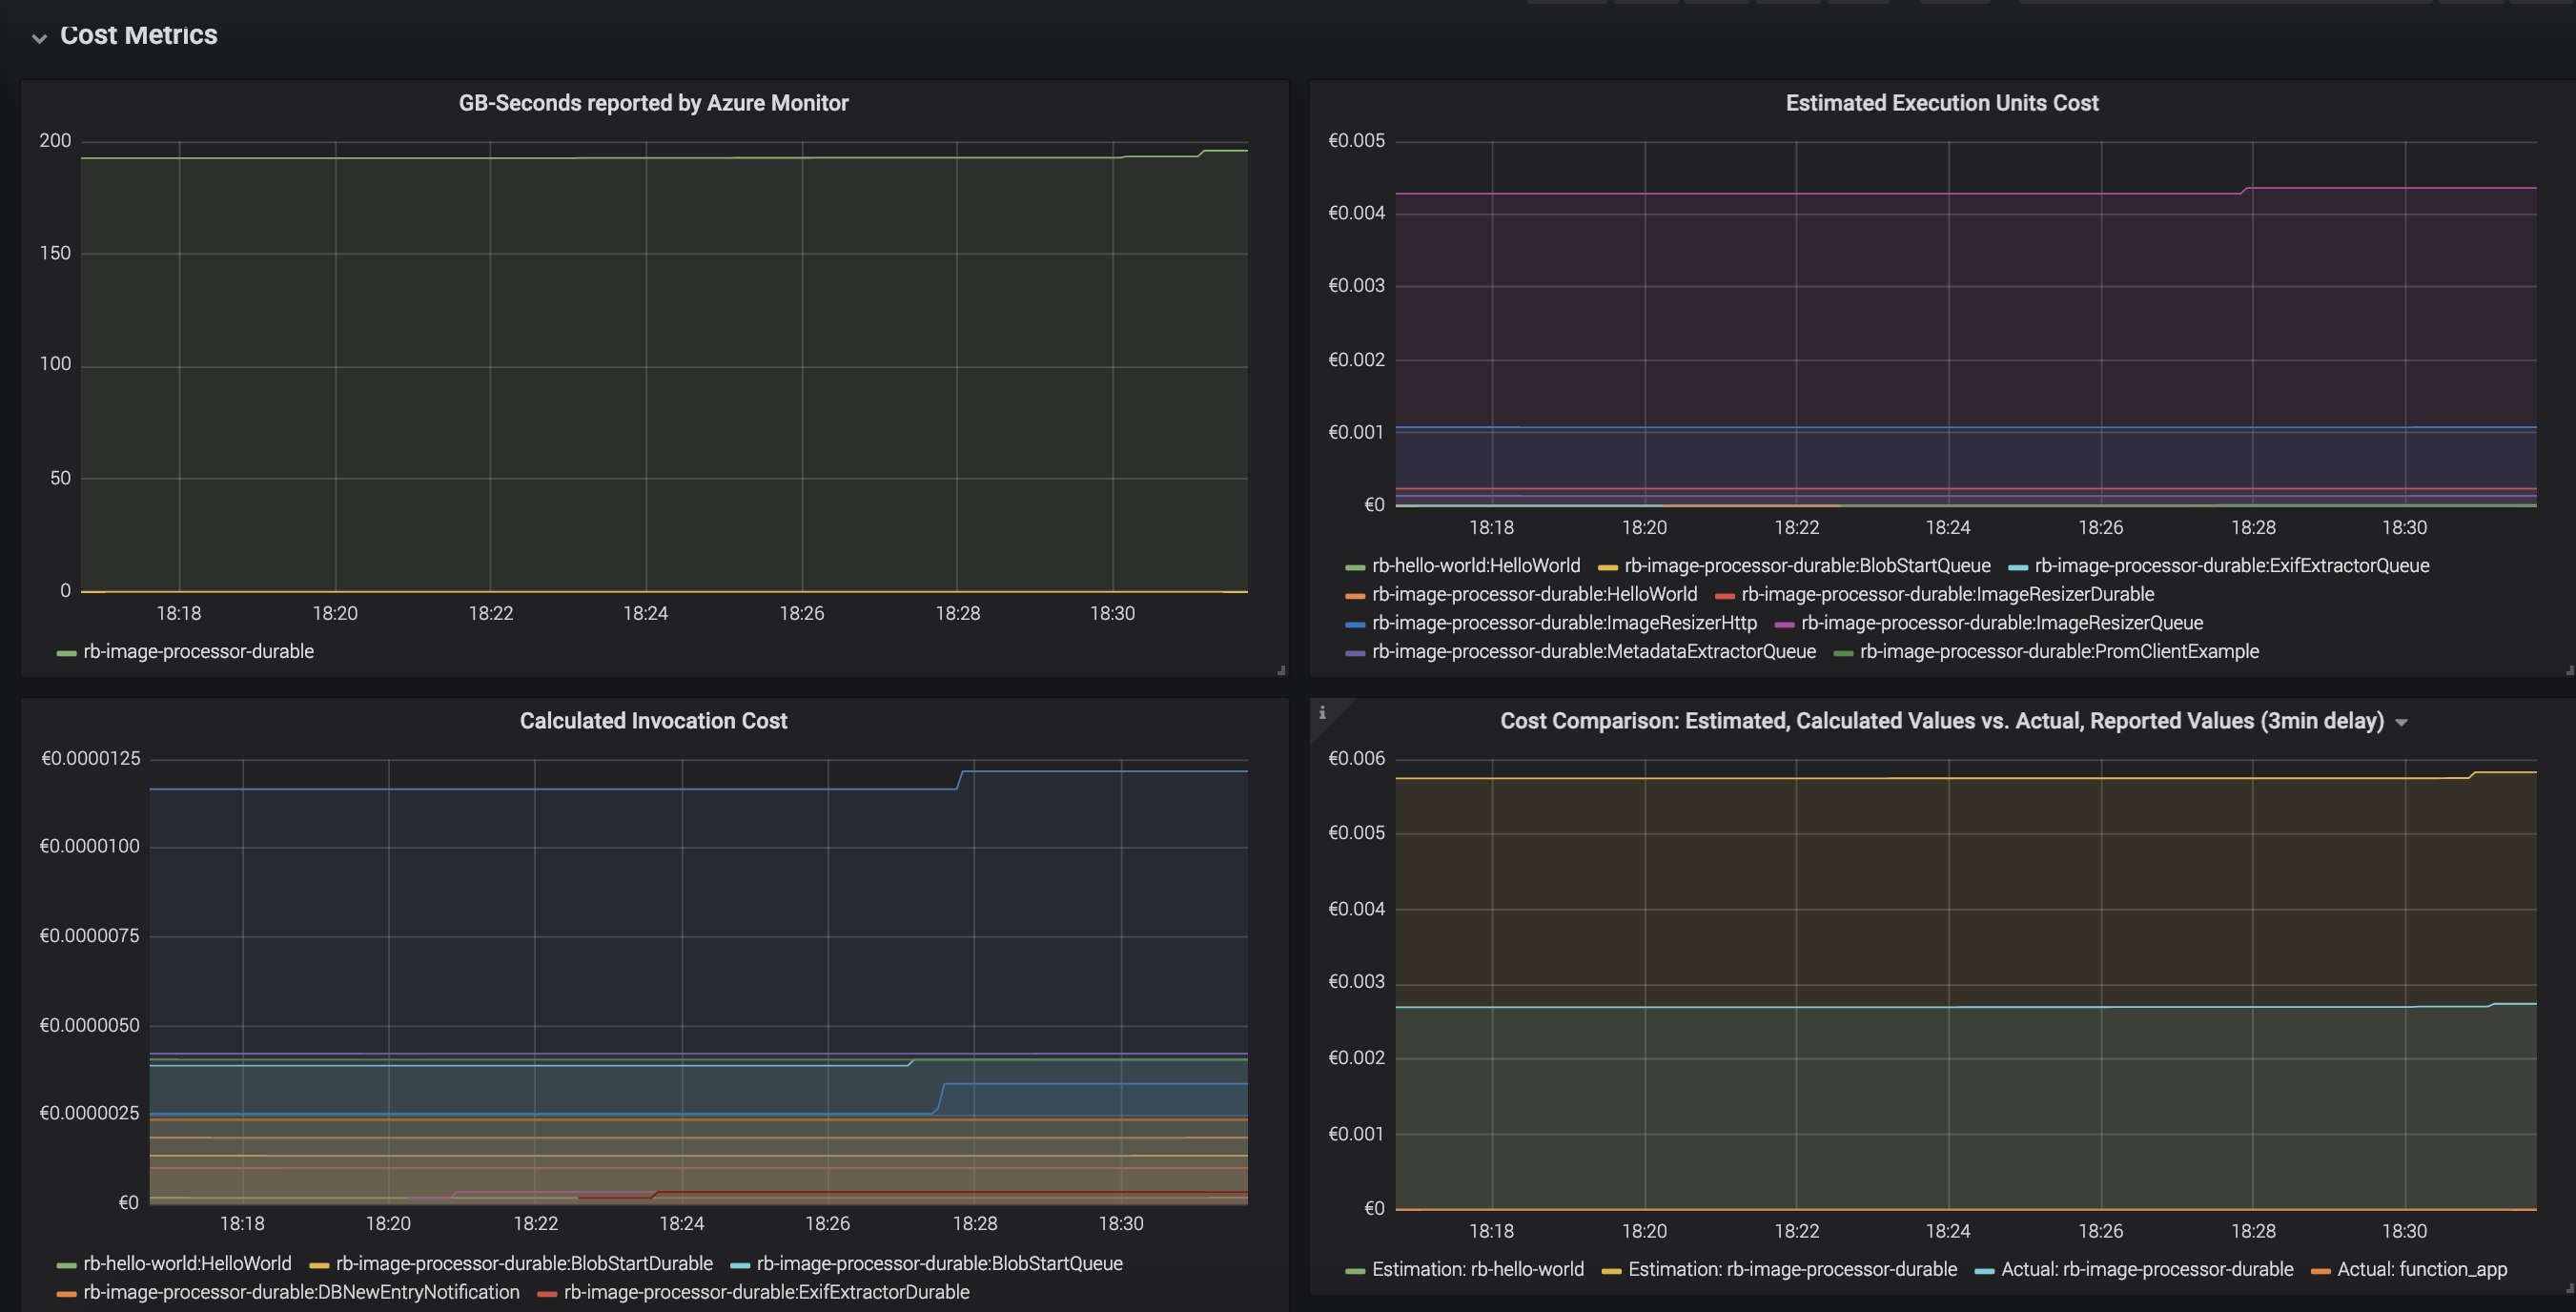 Cost Metrics
GB-Seconds reported by Azure Monitor
200
150
100
50
0
18:18 18:20 18:22 18:24 18:26 18:28 18:30
rb-image-processor-durable
Estimated Execution Units Cost
€0.005
€0.004
€0.003
€0.002
€0.001
€0
18:18 18:20 18:22 18:24 18:26 18:28 18:30
rb-hello-world:HelloWorld rb-image-processor-durable:BlobStartQueue rb-image-processor-durable:ExifExtractorQueue
rb-image-processor-durable:HelloWorld rb-image-processor-durable:ImageResizerDurable
rb-image-processor-durable:ImageResizerHttp rb-image-processor-durable:ImageResizerQueue
rb-image-processor-durable:MetadataExtractorQueue rb-image-processor-durable:PromClientExample
Calculated Invocation Cost
€0.0000125
€0.0000100
€0.0000075
€0.0000050
€0.0000025
€0
18:18 18:20 18:22 18:24 18:26 18:28 18:30
rb-hello-world:HelloWorld rb-image-processor-durable:BlobStartDurable rb-image-processor-durable:BlobStartQueue
rb-image-processor-durable:DBNewEntryNotification rb-image-processor-durable:ExifExtractorDurable
i
Cost Comparison: Estimated, Calculated Values vs. Actual, Reported Values (3min delay)
€0.006
€0.005
€0.004
€0.003
€0.002
€0.001
€0
18:18 18:20 18:22 18:24 18:26 18:28 18:30
Estimation: rb-hello-world Estimation: rb-image-processor-durable Actual: rb-image-processor-durable Actual: function_app